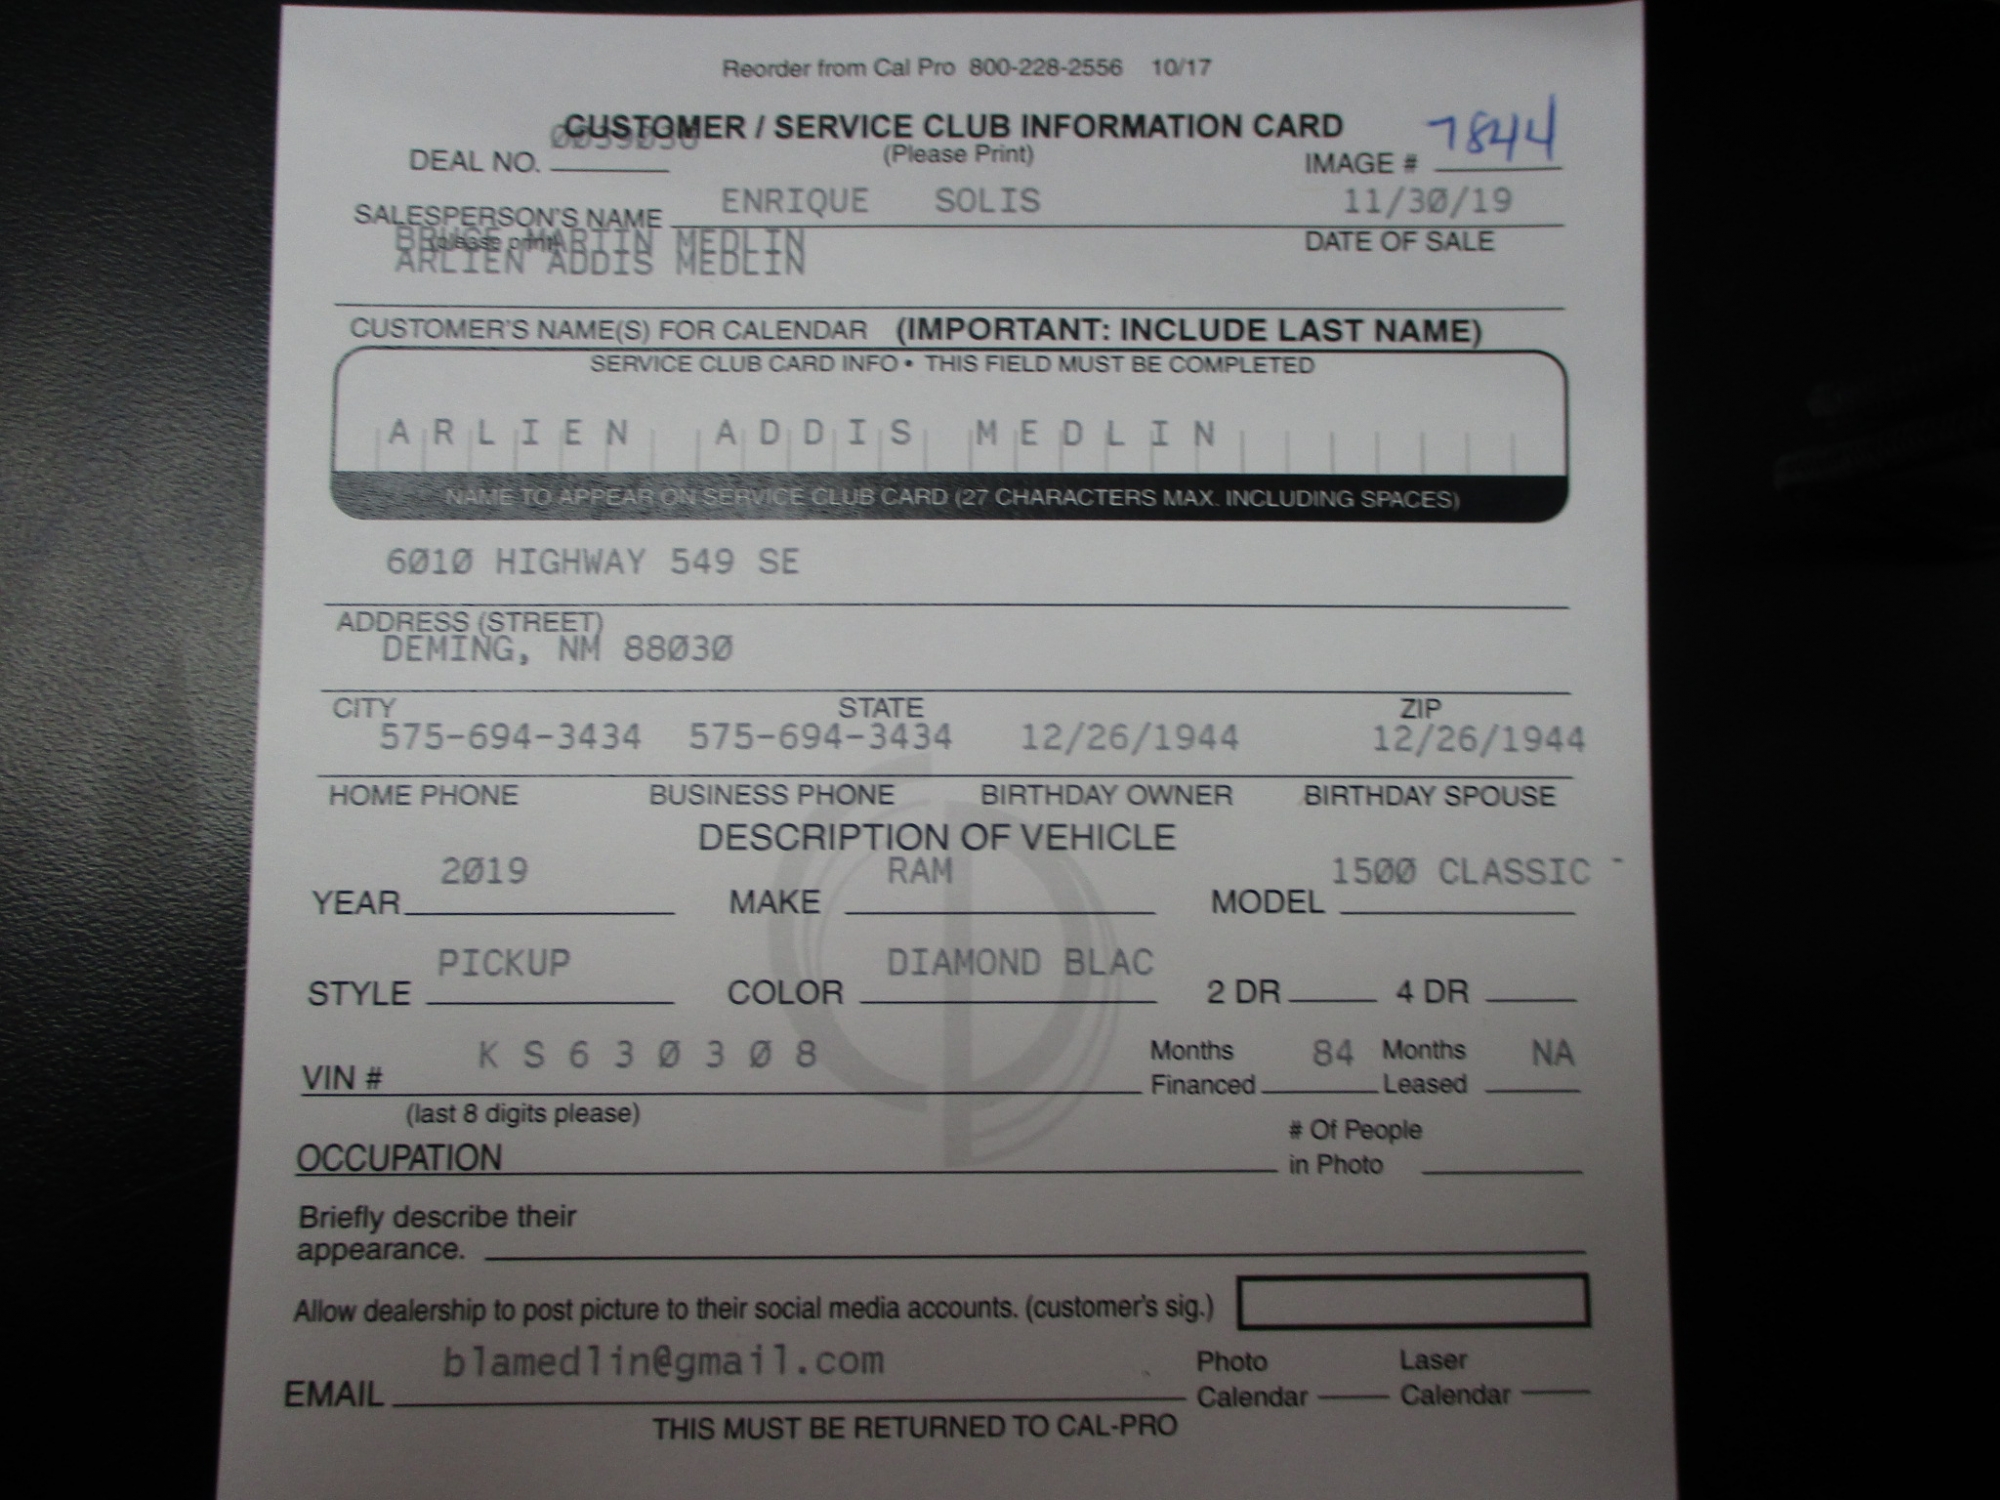 Reorder from Cal Pro 800-228-2556 10/17
CUSTOMER / SERVICE CLUB INFORMATION CARD
(Please Print)
DEAL NO.
IMAGE # 7844
SALESPERSON'S NAME ENRIQUE SOLIS 11/30/19
(please print) DATE OF SALE
BRUCE MARTIN MEDLIN
ARLIEN ADDIS MEDLIN
CUSTOMER'S NAME(S) FOR CALENDAR (IMPORTANT: INCLUDE LAST NAME)
SERVICE CLUB CARD INFO • THIS FIELD MUST BE COMPLETED
ARLIEN ADDIS MEDLIN
NAME TO APPEAR ON SERVICE CLUB CARD (27 CHARACTERS MAX. INCLUDING SPACES)
6010 HIGHWAY 549 SE
ADDRESS (STREET)
DEMING, NM 88030
CITY STATE ZIP
575-694-3434 575-694-3434 12/26/1944 12/26/1944
HOME PHONE BUSINESS PHONE BIRTHDAY OWNER BIRTHDAY SPOUSE
DESCRIPTION OF VEHICLE
YEAR 2019 MAKE RAM MODEL 1500 CLASSIC
STYLE PICKUP COLOR DIAMOND BLAC 2 DR 4 DR
VIN # K S 6 3 0 3 0 8 Months Financed 84 Months Leased NA
(last 8 digits please)
OCCUPATION # Of People in Photo
Briefly describe their
appearance.
Allow dealership to post picture to their social media accounts. (customer's sig.)
EMAIL blamedlin@gmail.com Photo Calendar Laser Calendar
THIS MUST BE RETURNED TO CAL-PRO